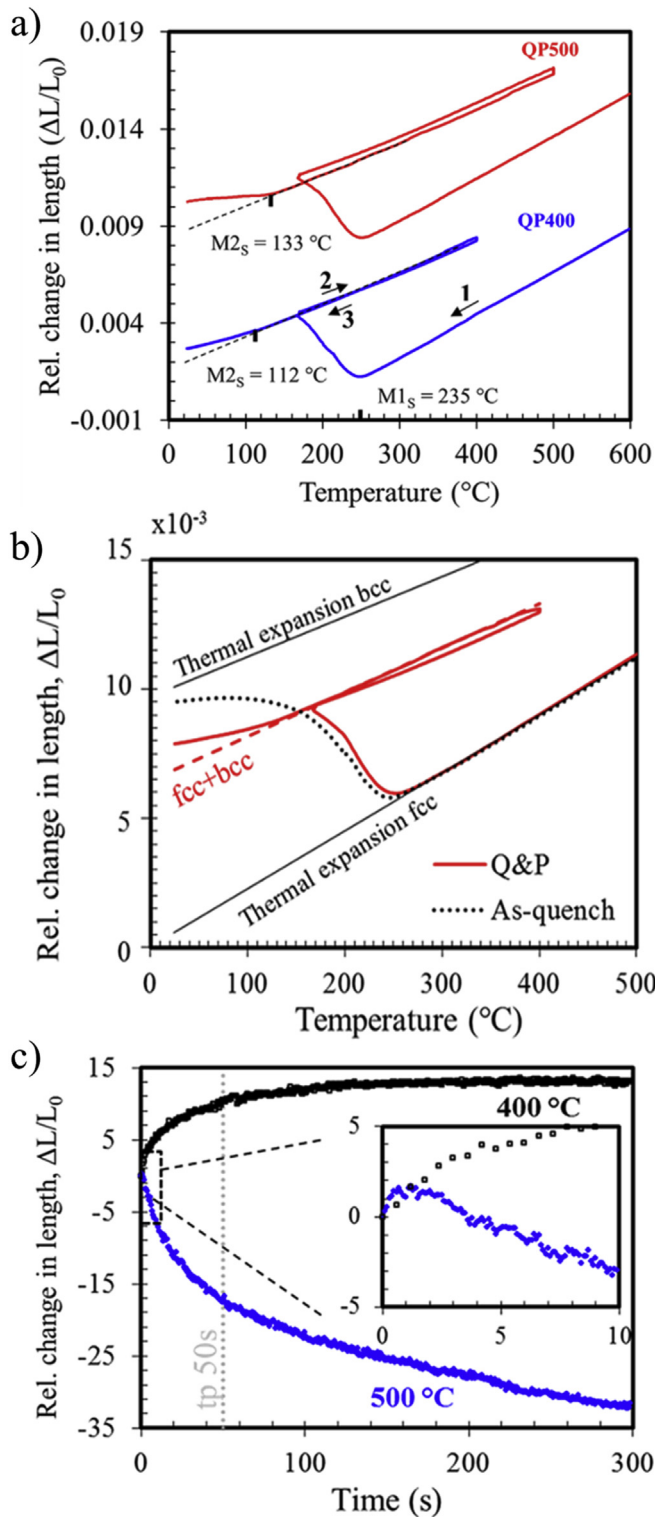 a)
0.019
0.014
0.009
0.004
-0.001
Rel. change in length (ΔL/L₀)
QP500
M2ₛ = 133 °C
QP400
2
3
1
M2ₛ = 112 °C
M1ₛ = 235 °C
0 100 200 300 400 500 600
Temperature (°C)
b)
x10⁻³
15
10
5
0
Rel. change in length, ΔL/L₀
Thermal expansion bcc
fcc+bcc
Thermal expansion fcc
Q&P
As-quench
0 100 200 300 400 500
Temperature (°C)
c)
15
5
-5
-15
-25
-35
Rel. change in length, ΔL/L₀
400 °C
5
0
-5
0 5 10
tp 50s
500 °C
0 100 200 300
Time (s)